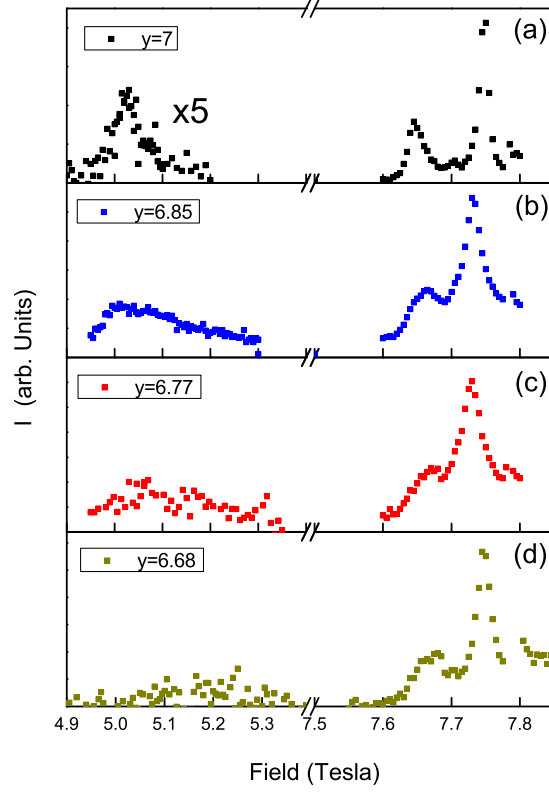 y=7
(a)
x5
y=6.85
(b)
I (arb. Units)
y=6.77
(c)
y=6.68
(d)
4.9 5.0 5.1 5.2 5.3 7.5 7.6 7.7 7.8
Field (Tesla)